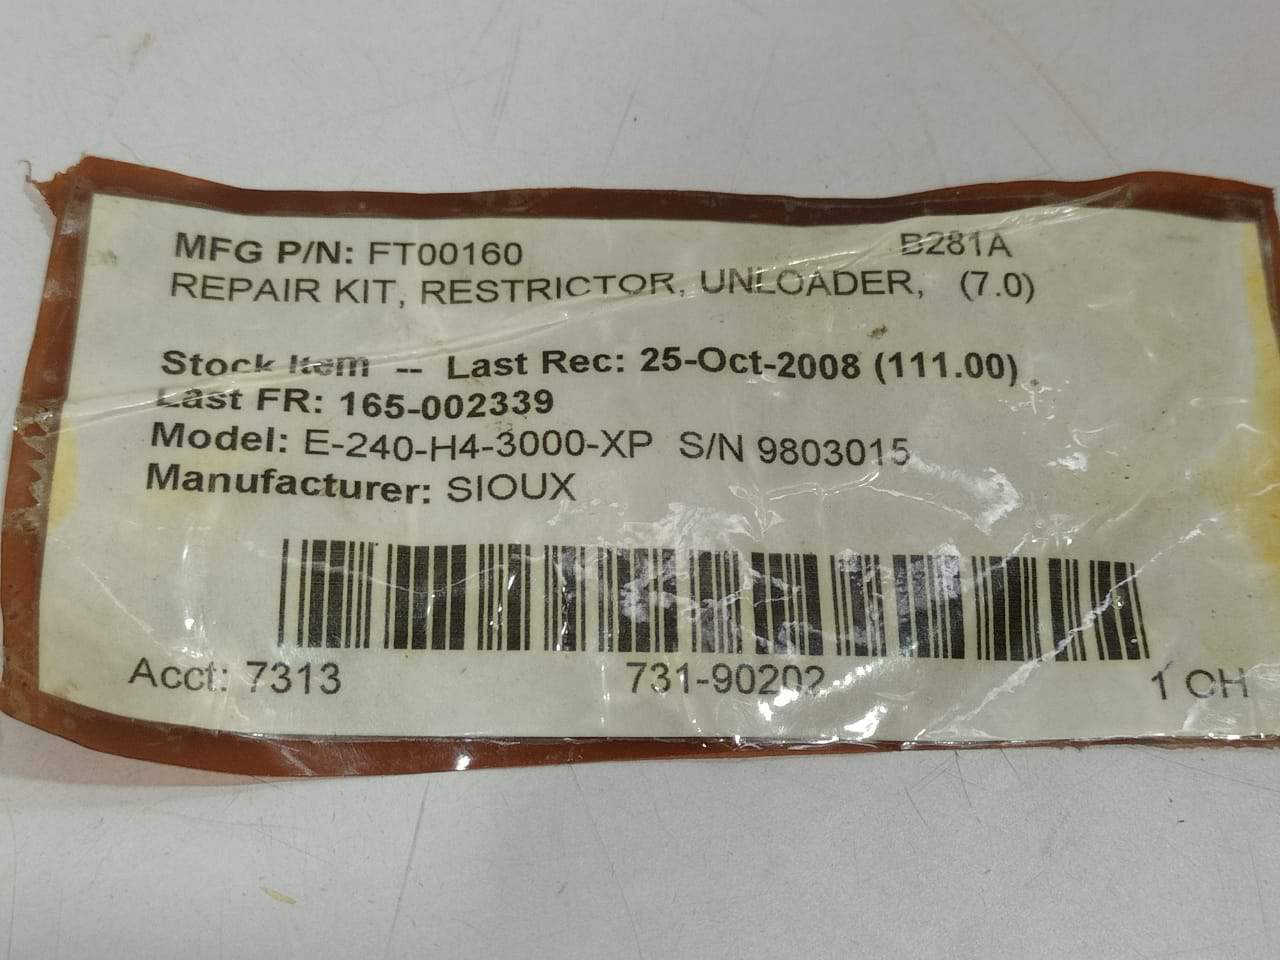 MFG P/N: FT00160 B281A
REPAIR KIT, RESTRICTOR, UNLOADER, (7.0)
Stock Item -- Last Rec: 25-Oct-2008 (111.00)
Last FR: 165-002339
Model: E-240-H4-3000-XP S/N 9803015
Manufacturer: SIOUX
Acct: 7313 731-90202 1 OH